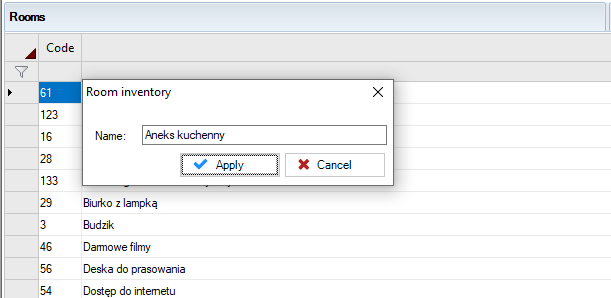 Rooms
Code
61
123
16
28
133
29 Biurko z lampką
3 Budzik
46 Darmowe filmy
56 Deska do prasowania
54 Dostęp do internetu
Room inventory
Name: Aneks kuchenny
Apply Cancel